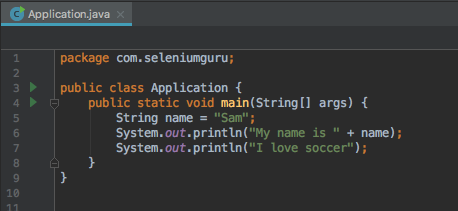 Application.java
1 package com.seleniumguru;
2
3 public class Application {
4     public static void main(String[] args) {
5         String name = "Sam";
6         System.out.println("My name is " + name);
7         System.out.println("I love soccer");
8     }
9 }
10
11